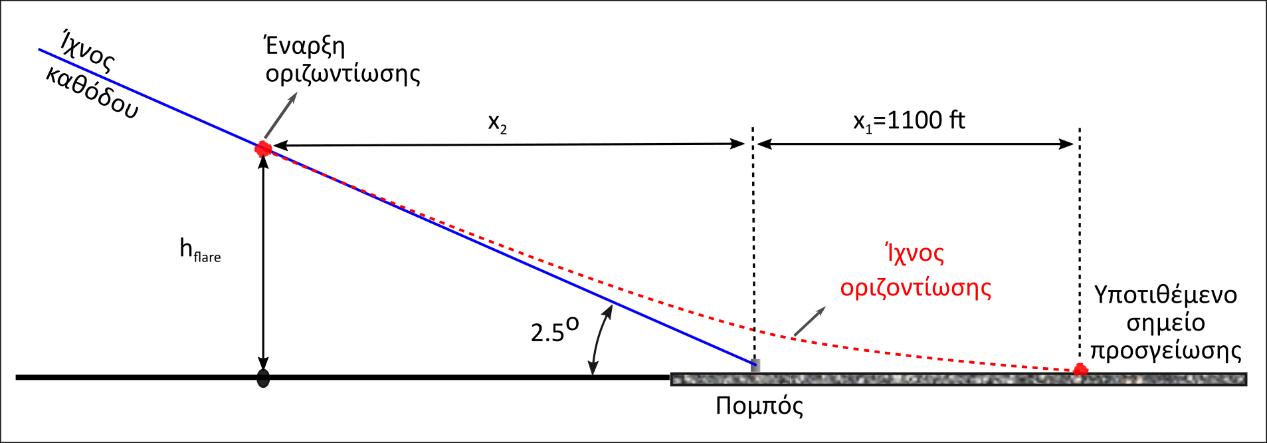 Ίχνος
καθόδου
Έναρξη
οριζωντίωσης
x₂
x₁=1100 ft
hflare
2.5º
Ίχνος
οριζοντίωσης
Υποτιθέμενο
σημείο
προσγείωσης
Πομπός